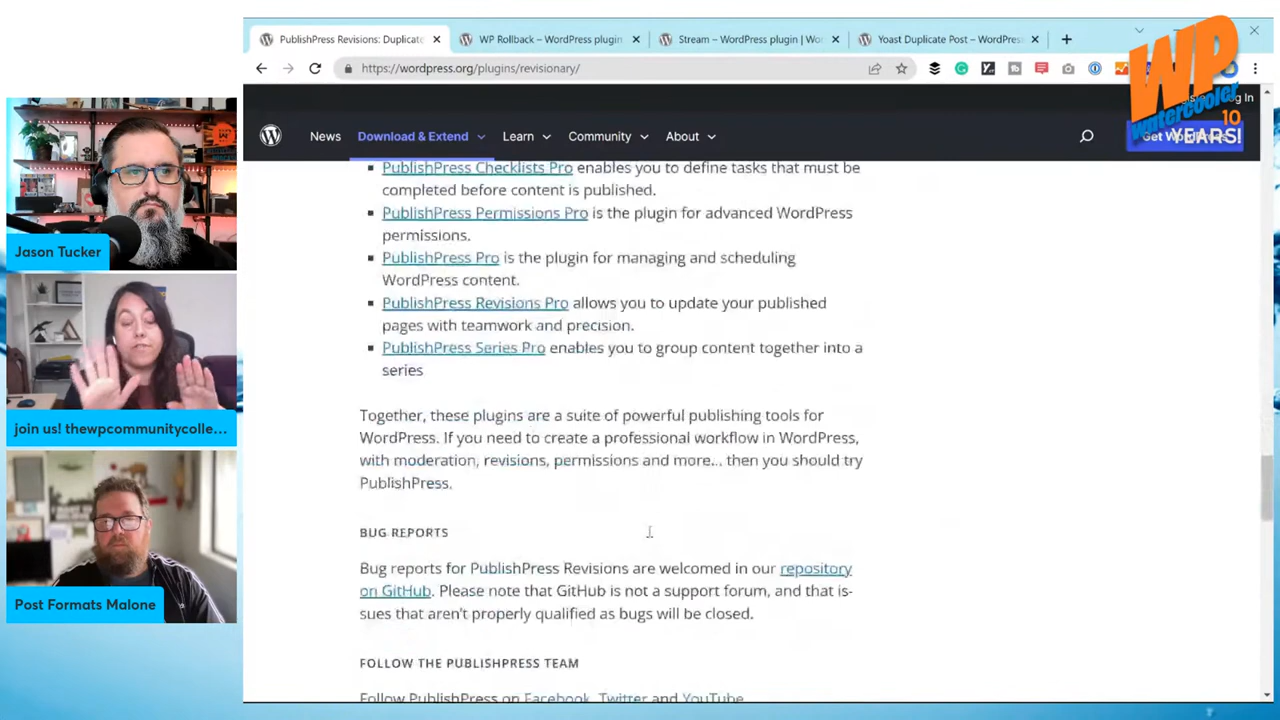 PublishPress Revisions: Duplicate
WP Rollback – WordPress plugin
Stream – WordPress plugin | Wor
Yoast Duplicate Post – WordPres
https://wordpress.org/plugins/revisionary/
WP
watercooler
10
YEARS!
News
Download & Extend
Learn
Community
About
PublishPress Checklists Pro enables you to define tasks that must be
completed before content is published.
PublishPress Permissions Pro is the plugin for advanced WordPress
permissions.
PublishPress Pro is the plugin for managing and scheduling
WordPress content.
PublishPress Revisions Pro allows you to update your published
pages with teamwork and precision.
PublishPress Series Pro enables you to group content together into a
series
Together, these plugins are a suite of powerful publishing tools for
WordPress. If you need to create a professional workflow in WordPress,
with moderation, revisions, permissions and more… then you should try
PublishPress.
BUG REPORTS
Bug reports for PublishPress Revisions are welcomed in our repository
on GitHub. Please note that GitHub is not a support forum, and that is-
sues that aren’t properly qualified as bugs will be closed.
FOLLOW THE PUBLISHPRESS TEAM
Follow PublishPress on Facebook, Twitter and YouTube
Jason Tucker
join us! thewpcommunitycolle...
Post Formats Malone